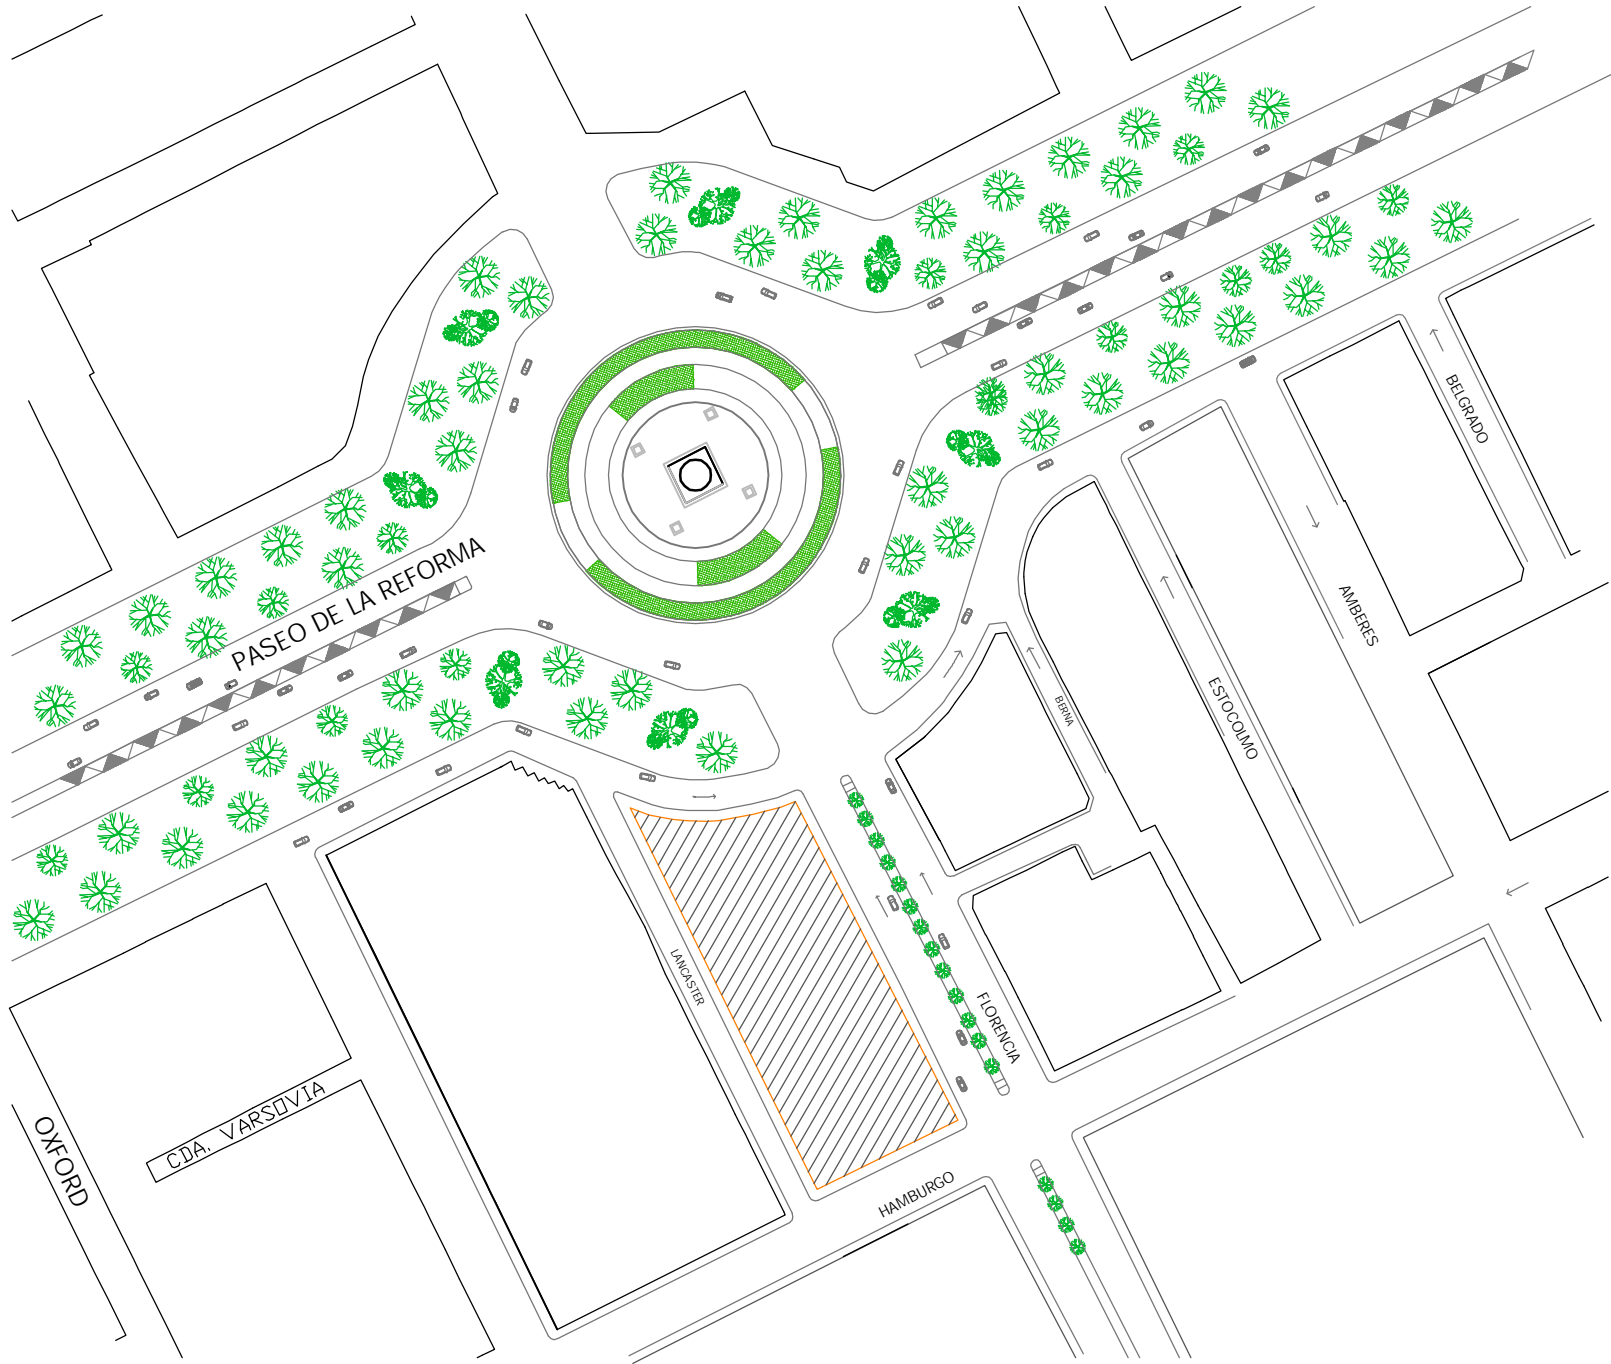 BELGRADO
PASEO DE LA REFORMA
AMBERES
ESTOCOLMO
BERNA
LANCASTER
FLORENCIA
CDA. VARSOVIA
OXFORD
HAMBURGO